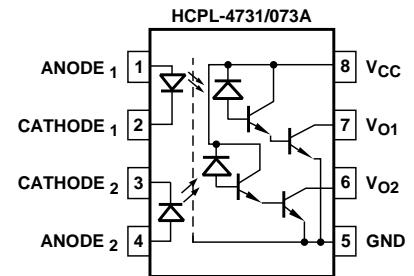 HCPL-4731/073A
ANODE 1 1 8 VCC
CATHODE 1 2 7 VO1
CATHODE 2 3 6 VO2
ANODE 2 4 5 GND